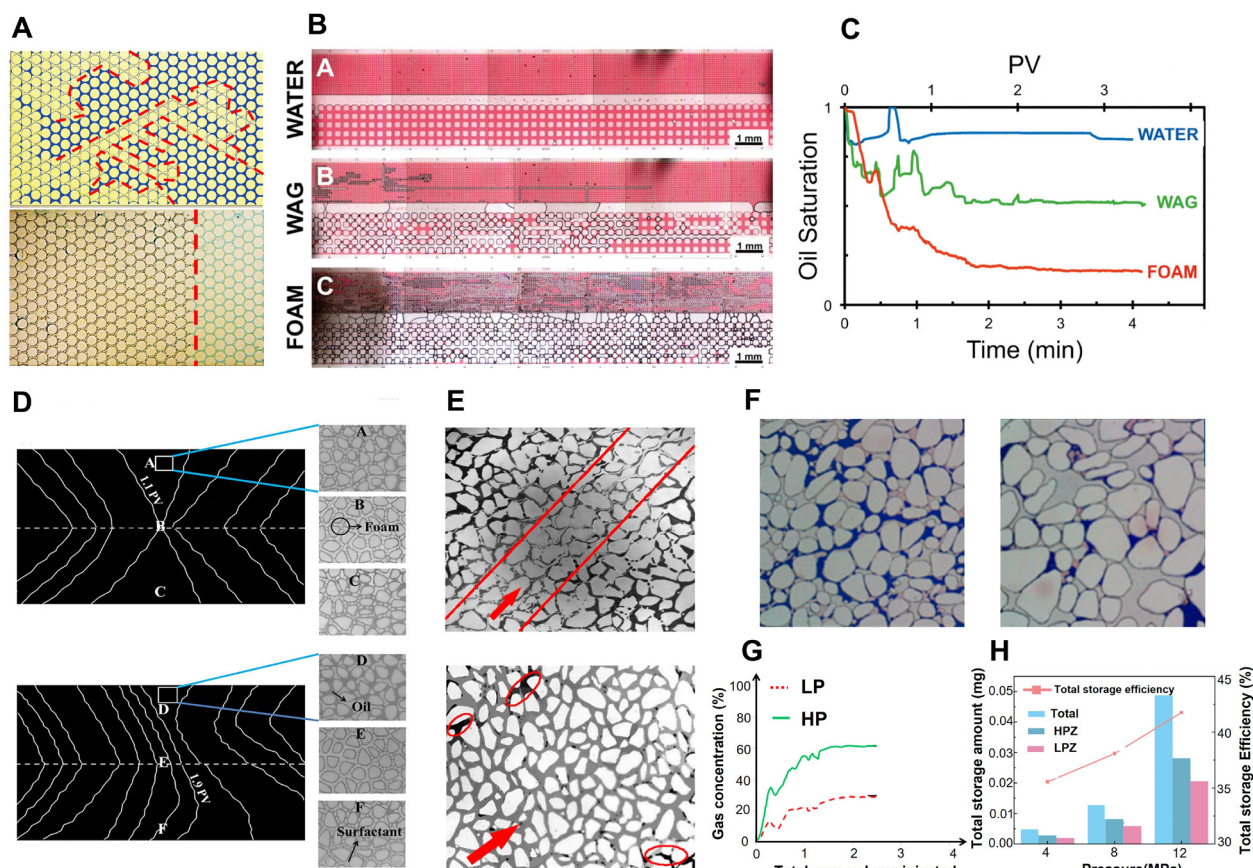 A
B
WATER
A
1 mm
WAG
B
1 mm
FOAM
C
1 mm
C
PV
0
1
2
3
1
Oil Saturation
WATER
WAG
FOAM
0
0
1
2
3
4
Time (min)
D
A
1.1 PV
B
C
A
B
Foam
C
D
E
1.9 PV
F
D
Oil
E
F
Surfactant
E
F
G
Gas concentration (%)
100
80
60
40
20
0
LP
HP
0
1
2
3
4
H
Total storage amount (mg)
0.05
0.04
0.03
0.02
0.01
0.00
Total storage efficiency
Total
HPZ
LPZ
45
40
35
30
Total storage Efficiency (%)
4
8
12
Pressure(MPa)